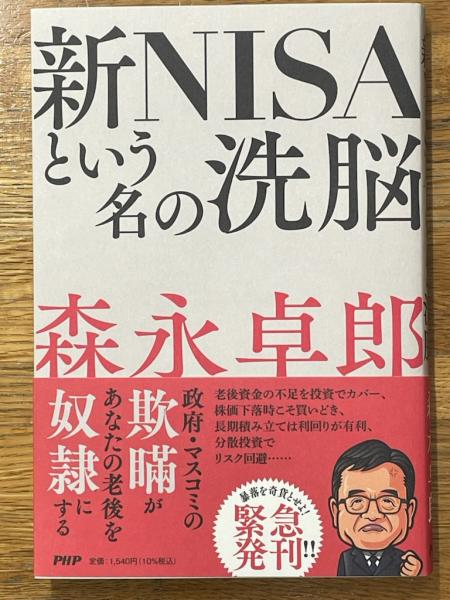 新NISA
という
名の洗脳
森永卓郎
政府・マスコミの
欺瞞が
あなたの老後を
奴隷にする
老後資金の不足を投資でカバー、
株価下落時こそ買いどき、
長期積み立ては利回りが有利、
分散投資で
リスク回避……
暴落を奇貨とせよ!
緊急
発刊!!
PHP
定価:1,540円(10%税込)